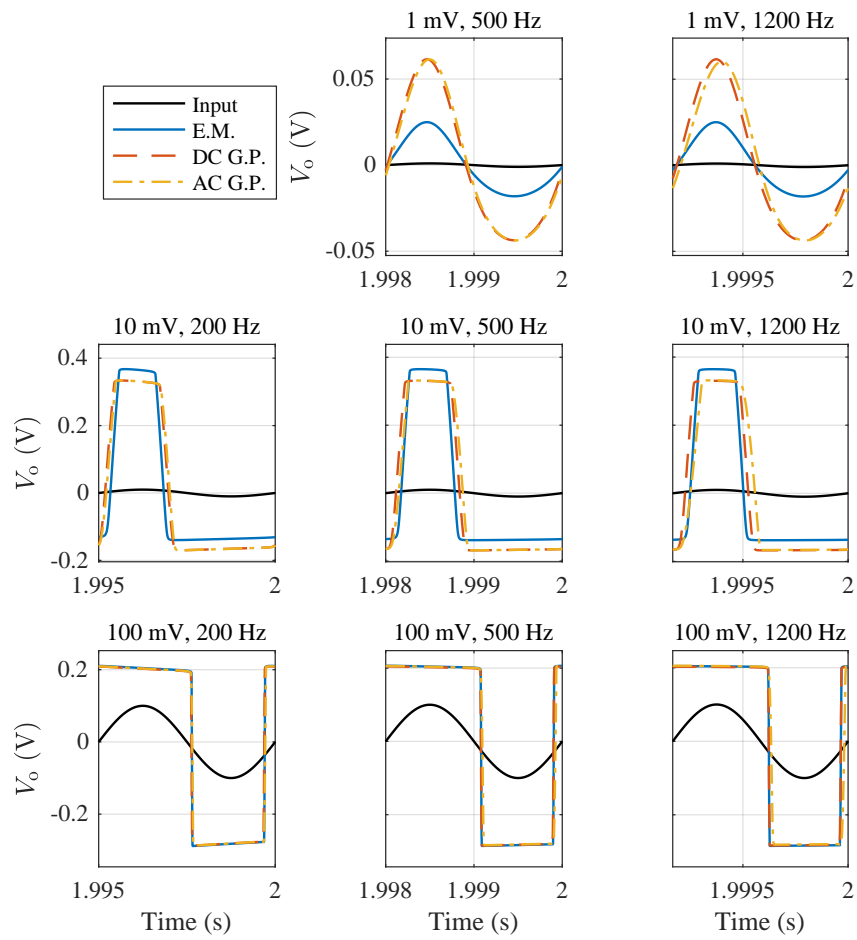 1 mV, 500 Hz
1 mV, 1200 Hz
Input
E.M.
DC G.P.
AC G.P.
Vo (V)
0.05
0
-0.05
1.998 1.999 2
1.9995 2
10 mV, 200 Hz
10 mV, 500 Hz
10 mV, 1200 Hz
Vo (V)
0.4
0.2
0
-0.2
1.995 2
1.998 1.999 2
1.9995 2
100 mV, 200 Hz
100 mV, 500 Hz
100 mV, 1200 Hz
Vo (V)
0.2
0
-0.2
1.995 2
1.998 1.999 2
1.9995 2
Time (s)
Time (s)
Time (s)